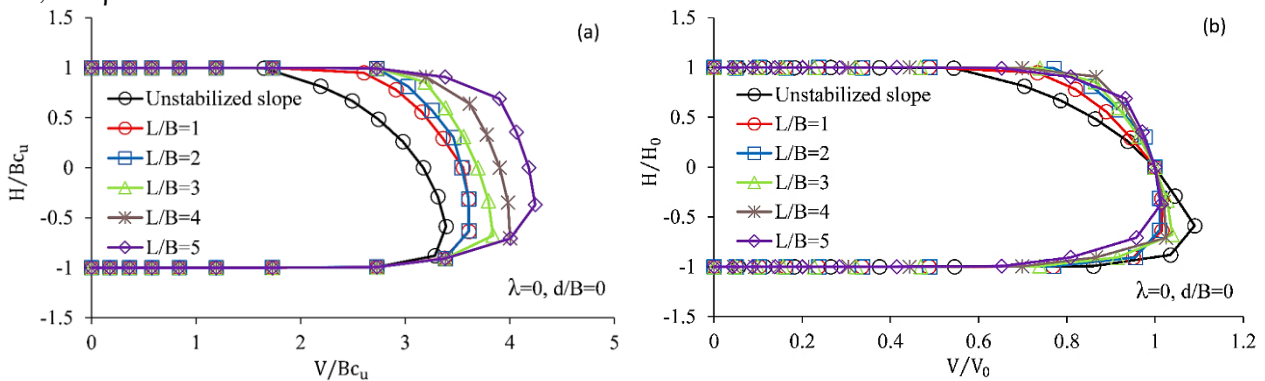 (a)
1.5
1
0.5
0
-0.5
-1
-1.5
H/Bcu
Unstabilized slope
L/B=1
L/B=2
L/B=3
L/B=4
L/B=5
λ=0, d/B=0
0 1 2 3 4 5
V/Bcu
(b)
1.5
1
0.5
0
-0.5
-1
-1.5
H/H0
Unstabilized slope
L/B=1
L/B=2
L/B=3
L/B=4
L/B=5
λ=0, d/B=0
0 0.2 0.4 0.6 0.8 1 1.2
V/V0